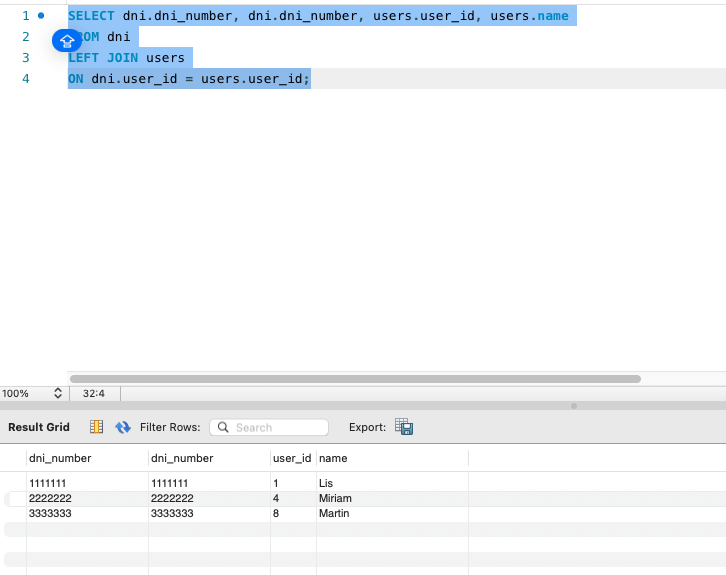 1 SELECT dni.dni_number, dni.dni_number, users.user_id, users.name
2 OM dni
3 LEFT JOIN users
4 ON dni.user_id = users.user_id;
100% 32:4
Result Grid Filter Rows: Search Export:
dni_number dni_number user_id name
1111111 1111111 1 Lis
2222222 2222222 4 Miriam
3333333 3333333 8 Martin